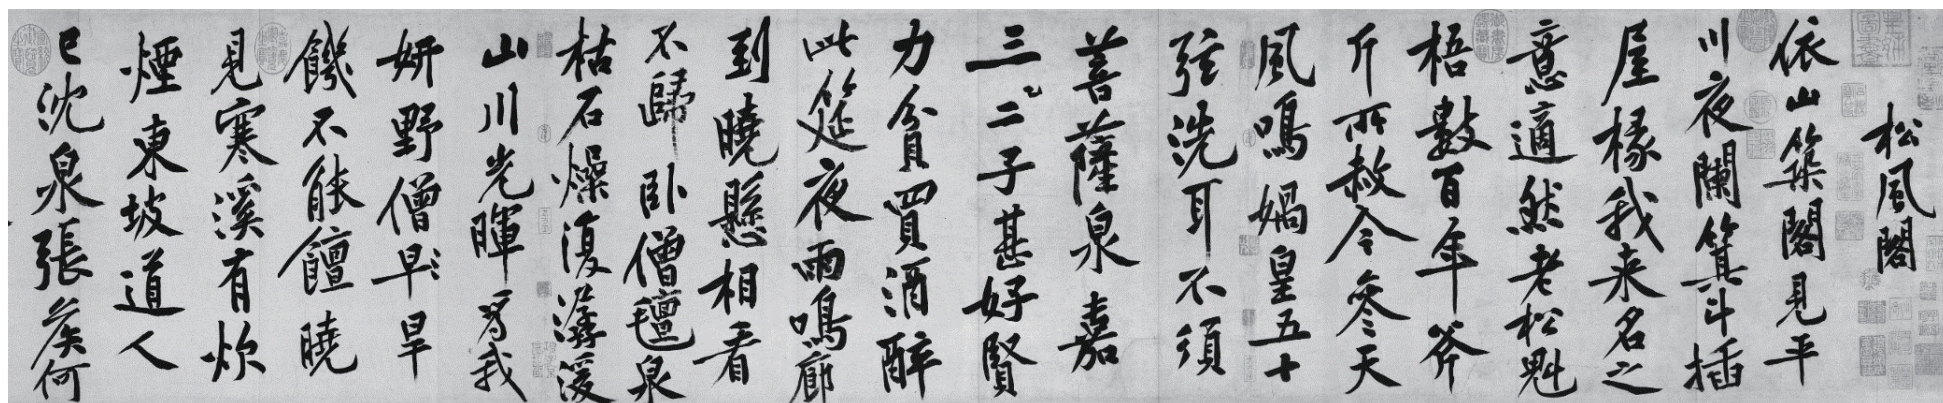 松風閣
依山築閣見平
川夜闌箕斗插
屋椽我来名之
意適然老松魁
梧數百年斧
斤所赦今參天
風鳴媧皇五十
弦洗耳不須
菩薩泉嘉
三二子甚好賢
力貧買酒醉
此筵夜雨鳴廊
到曉懸相看
不歸臥僧氈泉
枯石燥復潺湲
山川光暉為我
妍野僧早旱
饑不能饘曉
見寒溪有炊
煙東坡道人
已沈泉張侯何